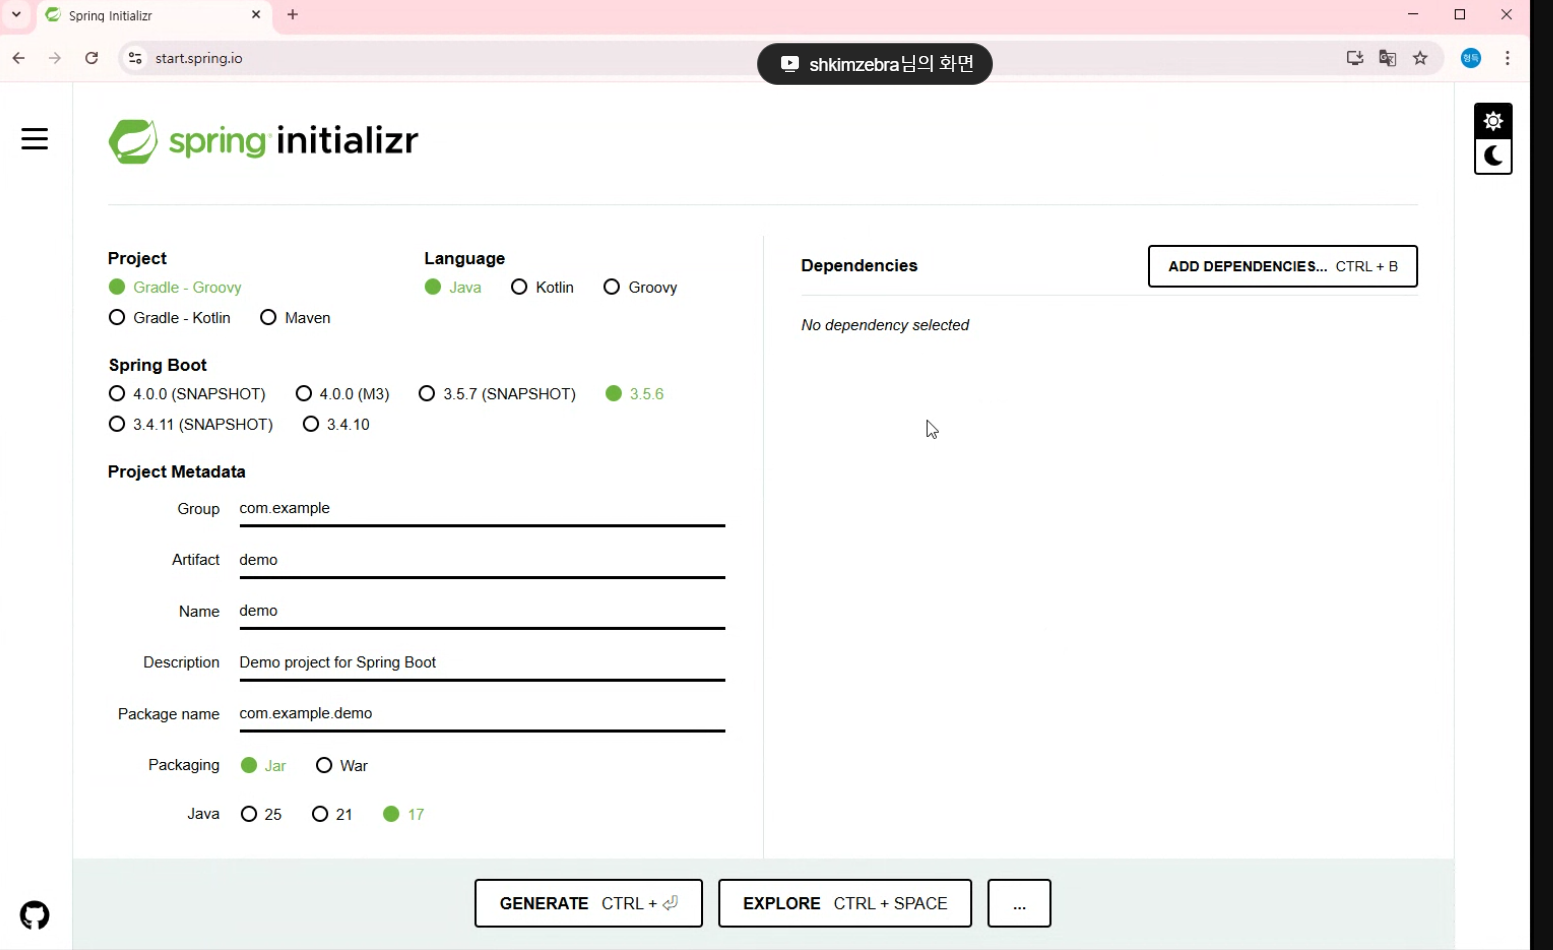 Spring Initializr
start.spring.io
shkimzebra님의 화면
형득
spring initializr
Project
Gradle - Groovy
Gradle - Kotlin Maven
Language
Java Kotlin Groovy
Spring Boot
4.0.0 (SNAPSHOT) 4.0.0 (M3) 3.5.7 (SNAPSHOT) 3.5.6
3.4.11 (SNAPSHOT) 3.4.10
Project Metadata
Group com.example
Artifact demo
Name demo
Description Demo project for Spring Boot
Package name com.example.demo
Packaging Jar War
Java 25 21 17
Dependencies
ADD DEPENDENCIES... CTRL + B
No dependency selected
GENERATE CTRL + ⏎
EXPLORE CTRL + SPACE
...